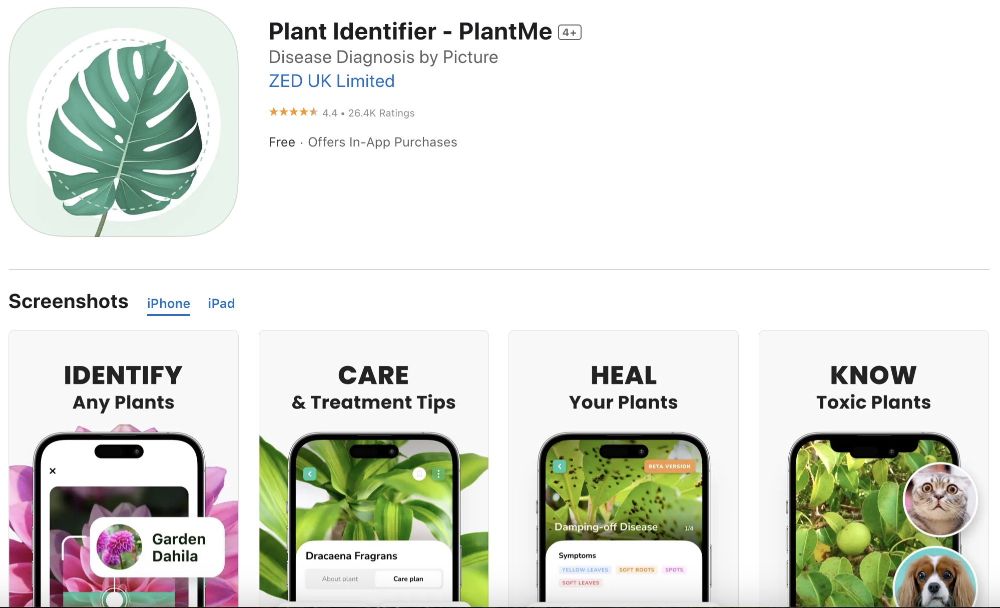 Plant Identifier - PlantMe 4+
Disease Diagnosis by Picture
ZED UK Limited
4.4 • 26.4K Ratings
Free · Offers In-App Purchases
Screenshots iPhone iPad
IDENTIFY
Any Plants
Garden
Dahila
CARE
& Treatment Tips
Dracaena Fragrans
About plant Care plan
HEAL
Your Plants
BETA VERSION
Damping-off Disease 1/4
Symptoms
YELLOW LEAVES SOFT ROOTS SPOTS
SOFT LEAVES
KNOW
Toxic Plants